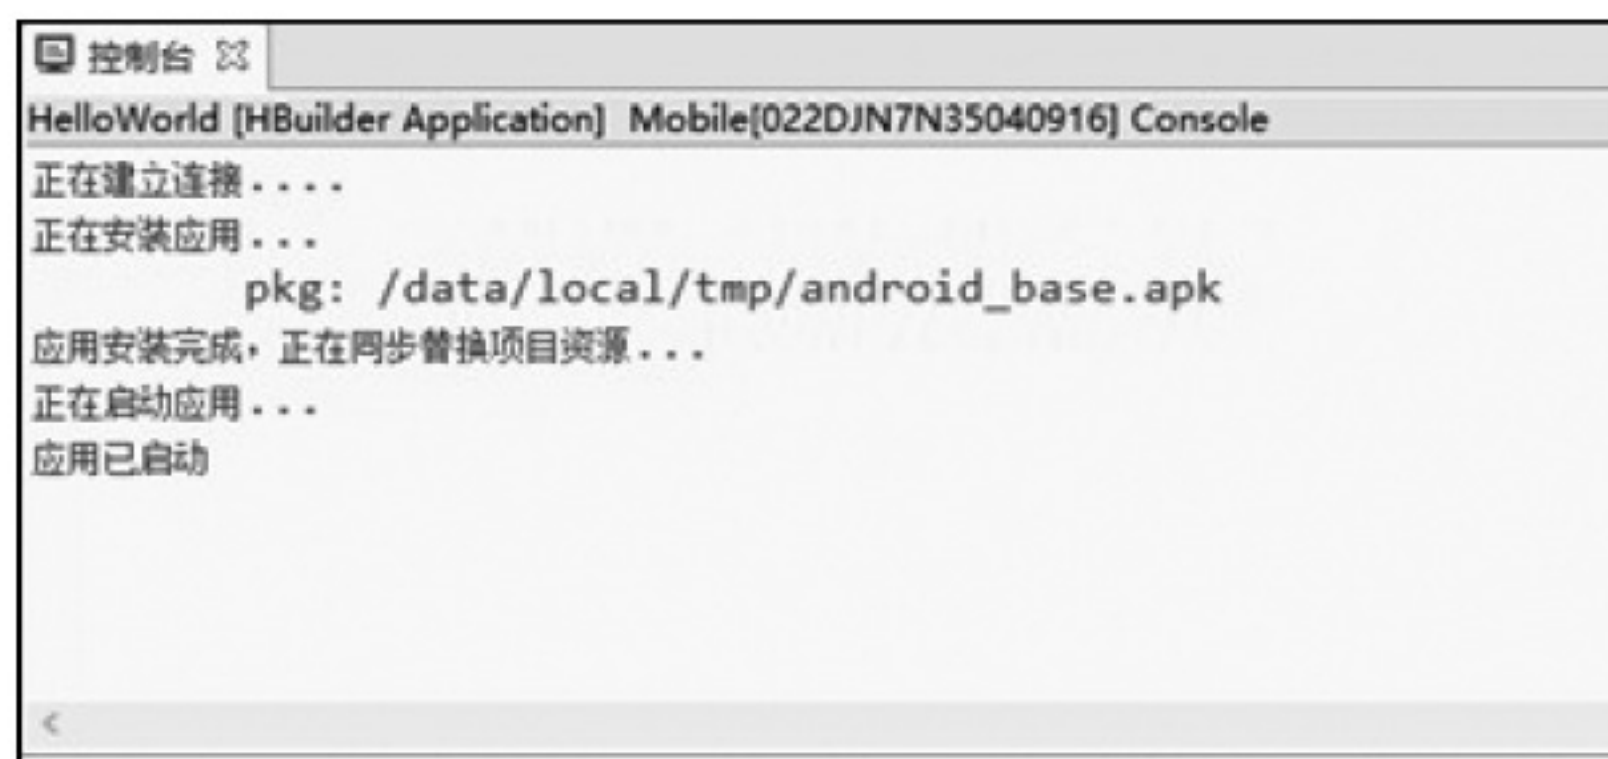 控制台
HelloWorld [HBuilder Application] Mobile[022DJN7N35040916] Console
正在建立连接....
正在安装应用...
pkg: /data/local/tmp/android_base.apk
应用安装完成，正在同步替换项目资源...
正在启动应用...
应用已启动